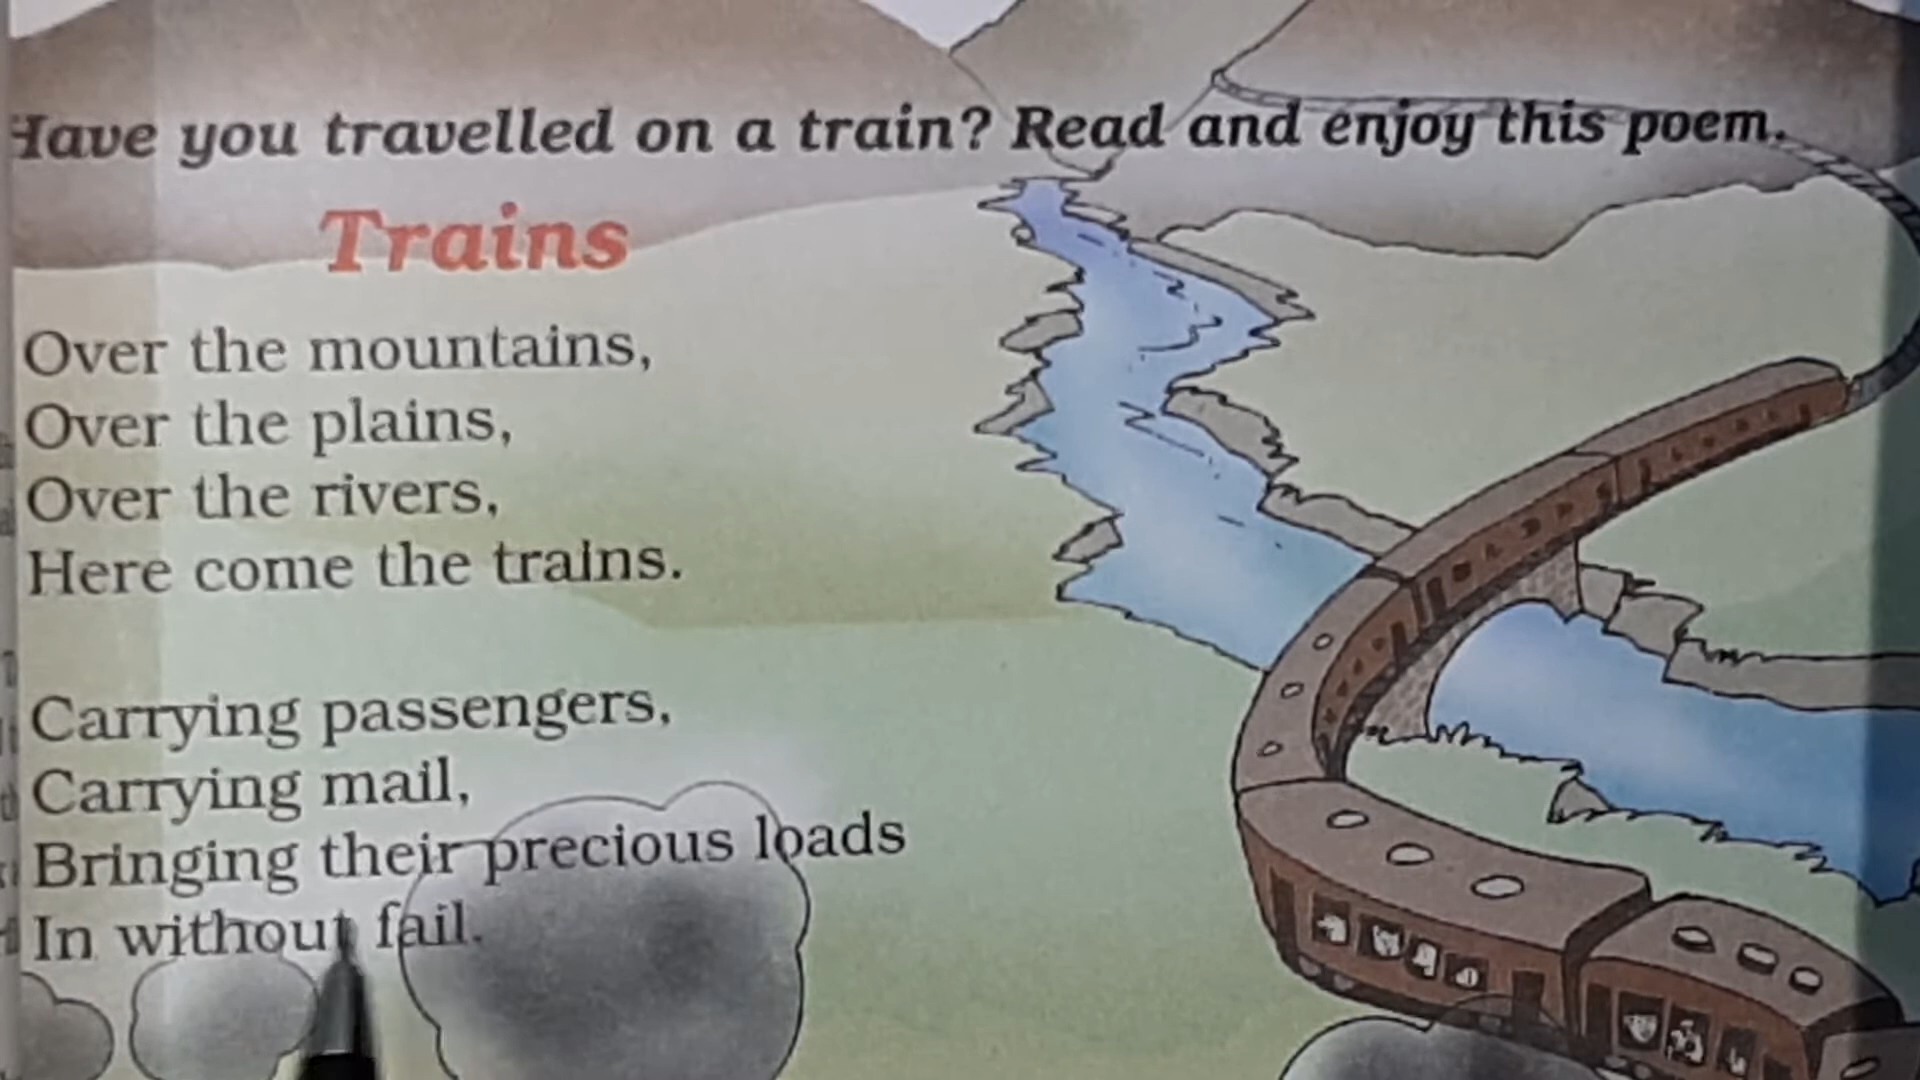 Have you travelled on a train? Read and enjoy this poem.
Trains
Over the mountains,
Over the plains,
Over the rivers,
Here come the trains.
Carrying passengers,
Carrying mail,
Bringing their precious loads
In without fail.